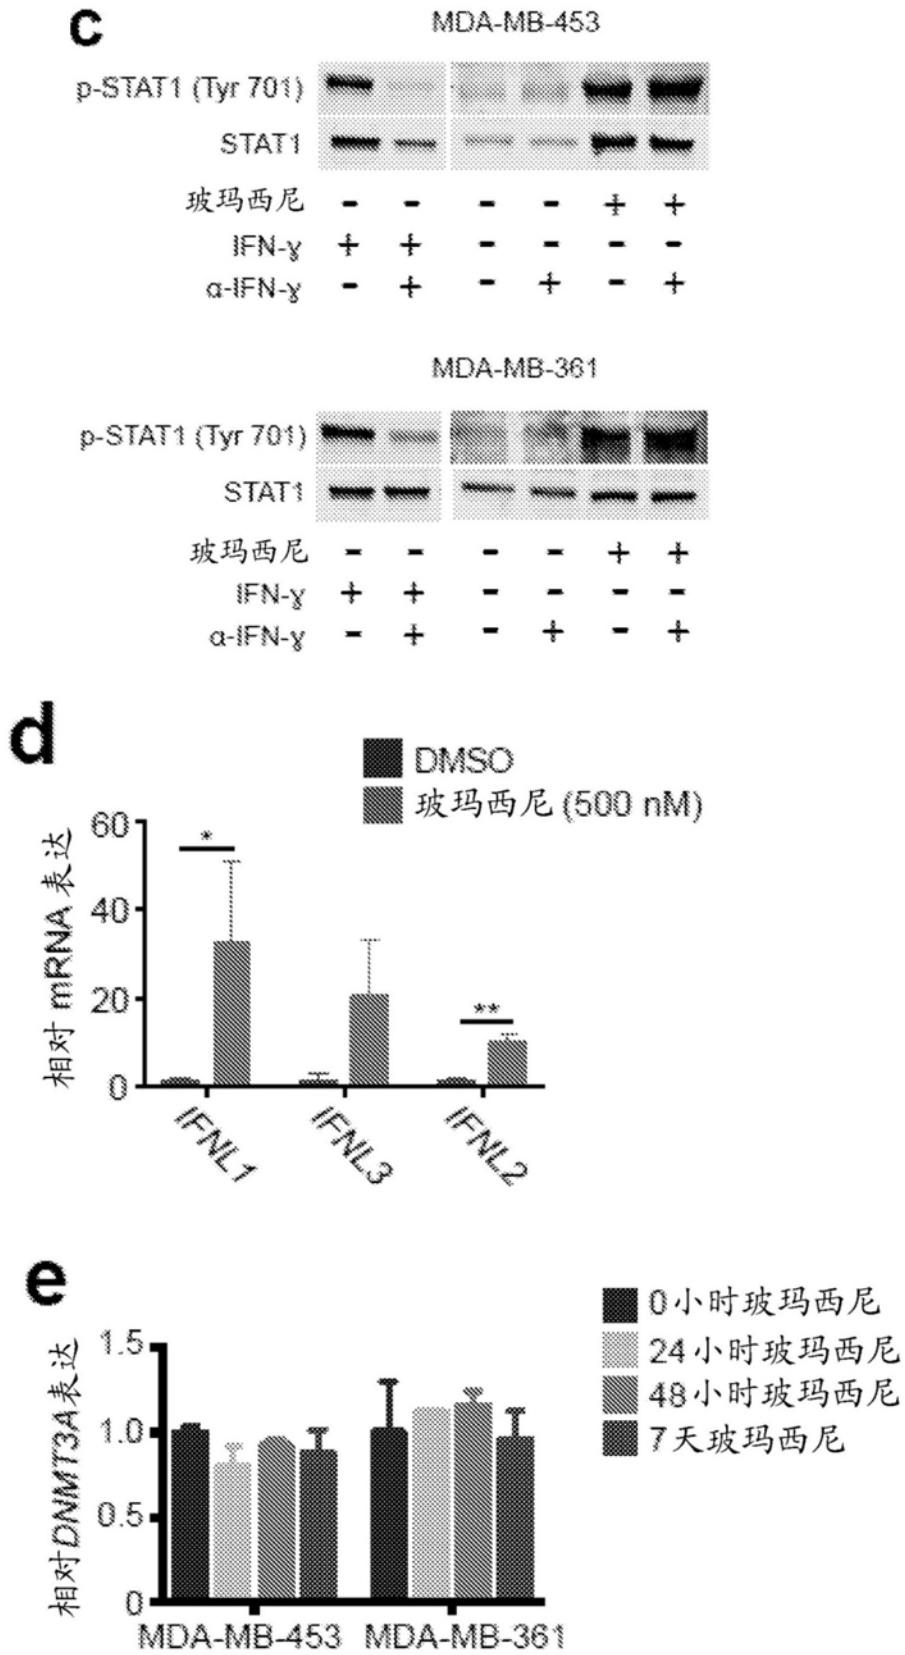 c
MDA-MB-453
p-STAT1 (Tyr 701)
STAT1
玻玛西尼 - - - - + +
IFN-ɣ + + - - - -
α-IFN-ɣ - + - + - +
MDA-MB-361
p-STAT1 (Tyr 701)
STAT1
玻玛西尼 - - - - + +
IFN-ɣ + + - - - -
α-IFN-ɣ - + - + - +
d
DMSO
玻玛西尼 (500 nM)
相对 mRNA 表达
60
40
20
0
*
**
IFNL1
IFNL3
IFNL2
e
0小时玻玛西尼
24小时玻玛西尼
48小时玻玛西尼
7天玻玛西尼
相对DNMT3A表达
1.5
1.0
0.5
0
MDA-MB-453
MDA-MB-361